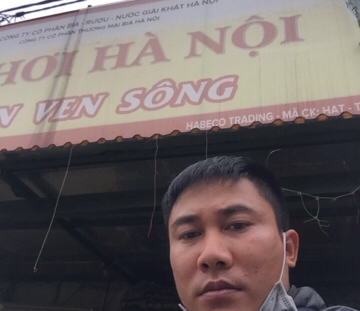 CÔNG TY CỔ PHẦN BIA - RƯỢU - NƯỚC GIẢI KHÁT HÀ NỘI
CÔNG TY CỔ PHẦN THƯƠNG MẠI BIA HÀ NỘI
HƠI HÀ NỘI
VEN SÔNG
HABECO TRADING - MÃ CK: HAT - T